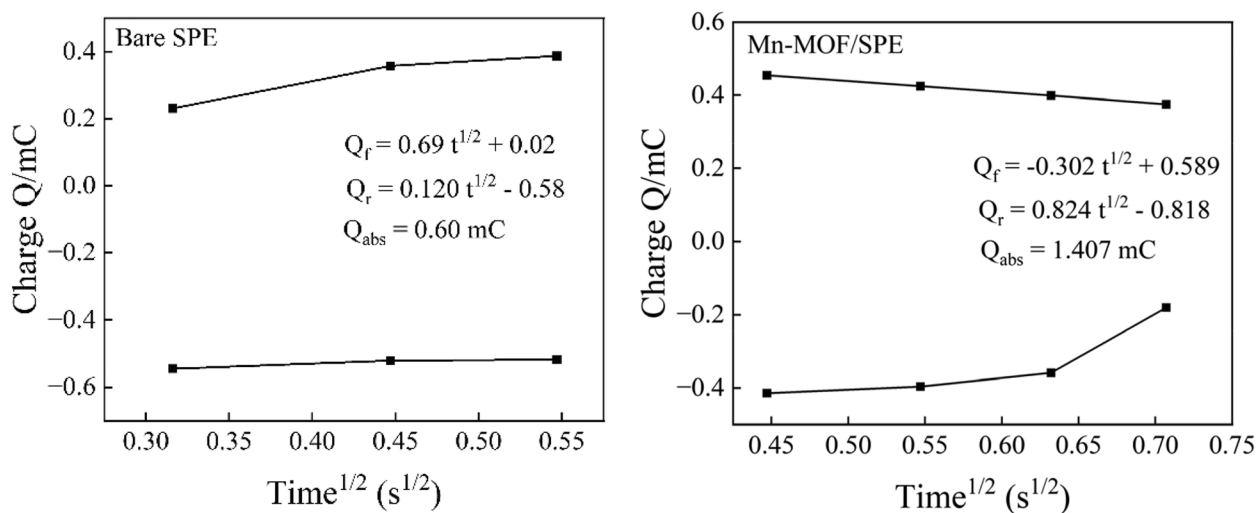 Bare SPE
0.4
0.2
0.0
−0.2
−0.4
−0.6
Charge Q/mC
Q_f = 0.69 t^{1/2} + 0.02
Q_r = 0.120 t^{1/2} - 0.58
Q_abs = 0.60 mC
0.30 0.35 0.40 0.45 0.50 0.55
Time^{1/2} (s^{1/2})
Mn-MOF/SPE
0.6
0.4
0.2
0.0
−0.2
−0.4
Charge Q/mC
Q_f = -0.302 t^{1/2} + 0.589
Q_r = 0.824 t^{1/2} - 0.818
Q_abs = 1.407 mC
0.45 0.50 0.55 0.60 0.65 0.70 0.75
Time^{1/2} (s^{1/2})